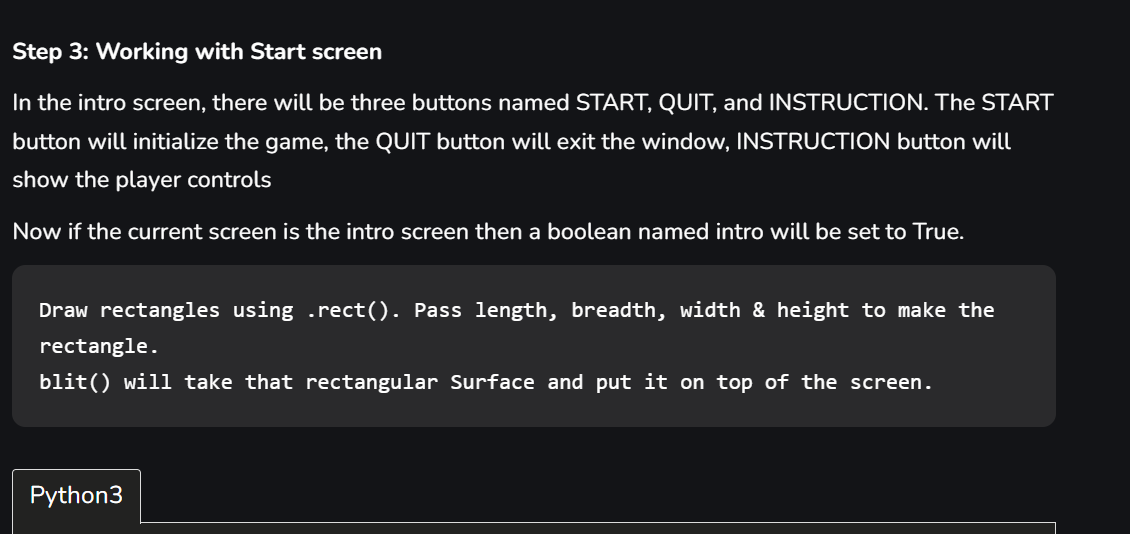 Step 3: Working with Start screen
In the intro screen, there will be three buttons named START, QUIT, and INSTRUCTION. The START
button will initialize the game, the QUIT button will exit the window, INSTRUCTION button will
show the player controls
Now if the current screen is the intro screen then a boolean named intro will be set to True.
Draw rectangles using .rect(). Pass length, breadth, width & height to make the
rectangle.
blit() will take that rectangular Surface and put it on top of the screen.
Python3